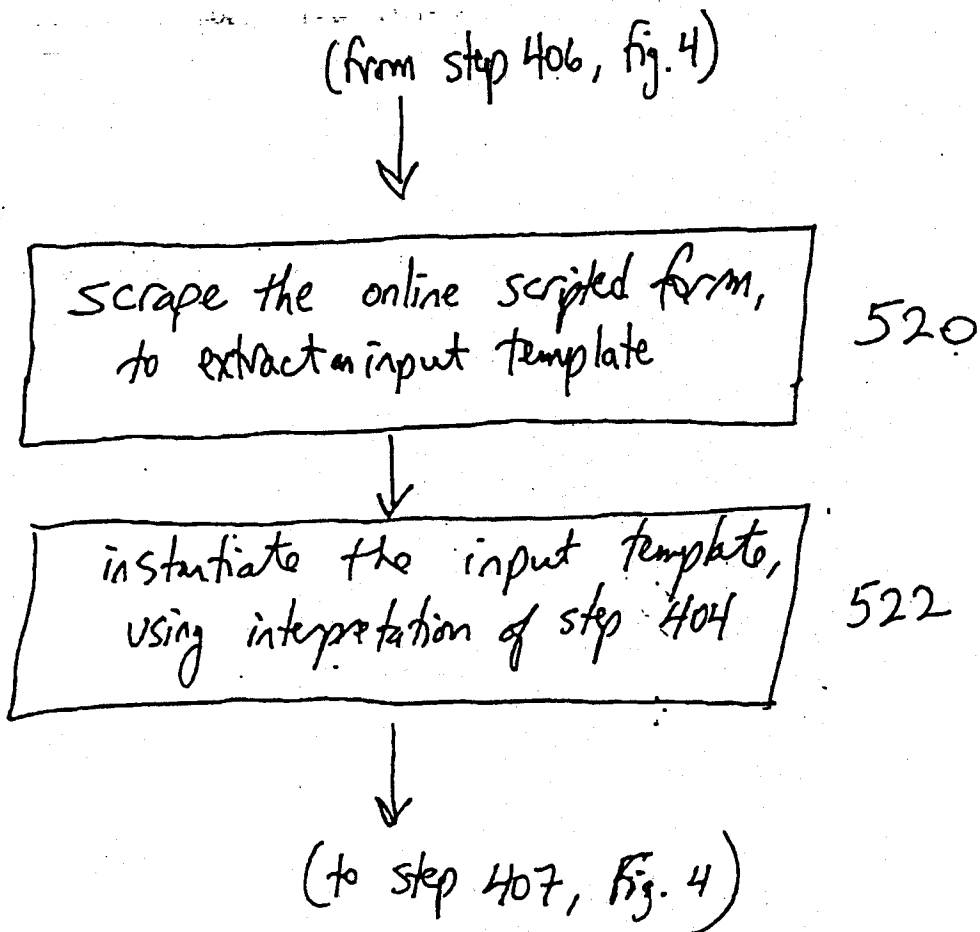 (from step 406, fig. 4)
scrape the online scripted form,
520
to extract an input template
instantiate the input template,
522
using interpretation of step 404
(to step 407, Fig. 4)